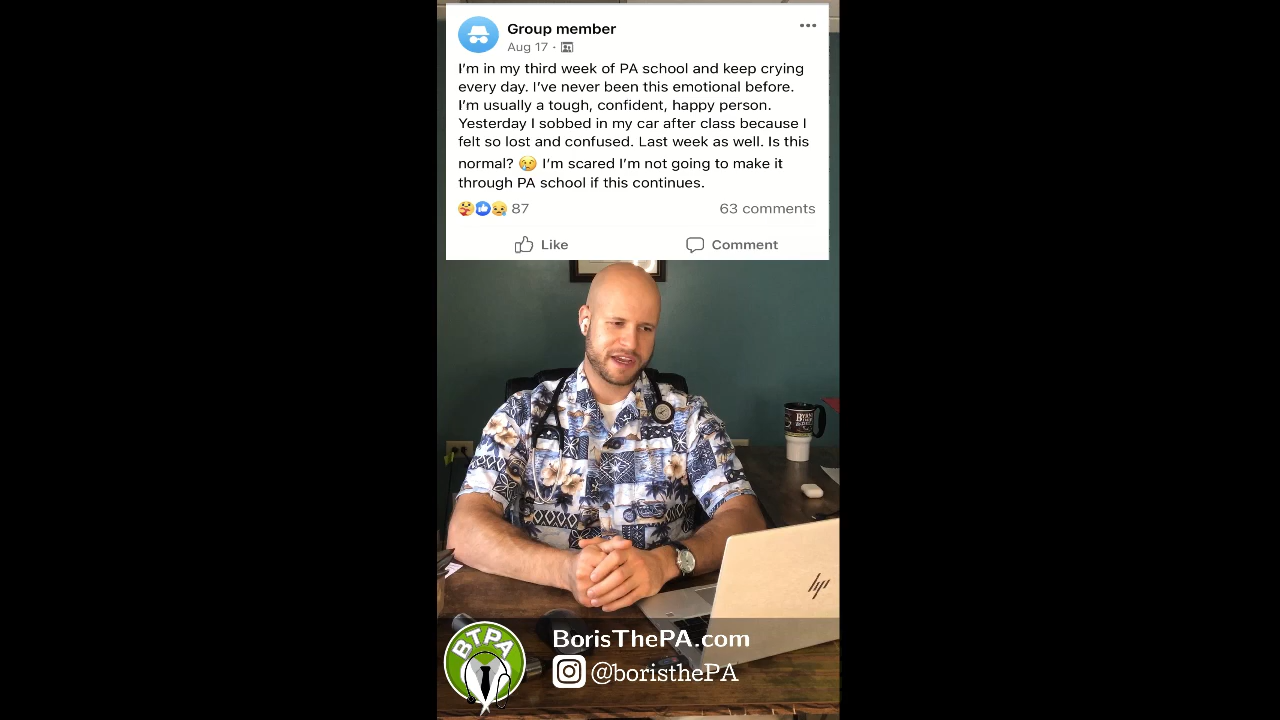 Group member
Aug 17 ·
I'm in my third week of PA school and keep crying
every day. I've never been this emotional before.
I'm usually a tough, confident, happy person.
Yesterday I sobbed in my car after class because I
felt so lost and confused. Last week as well. Is this
normal? 😢 I'm scared I'm not going to make it
through PA school if this continues.
87
63 comments
Like
Comment
hp
BTPA
BorisThePA.com
@boristhePA